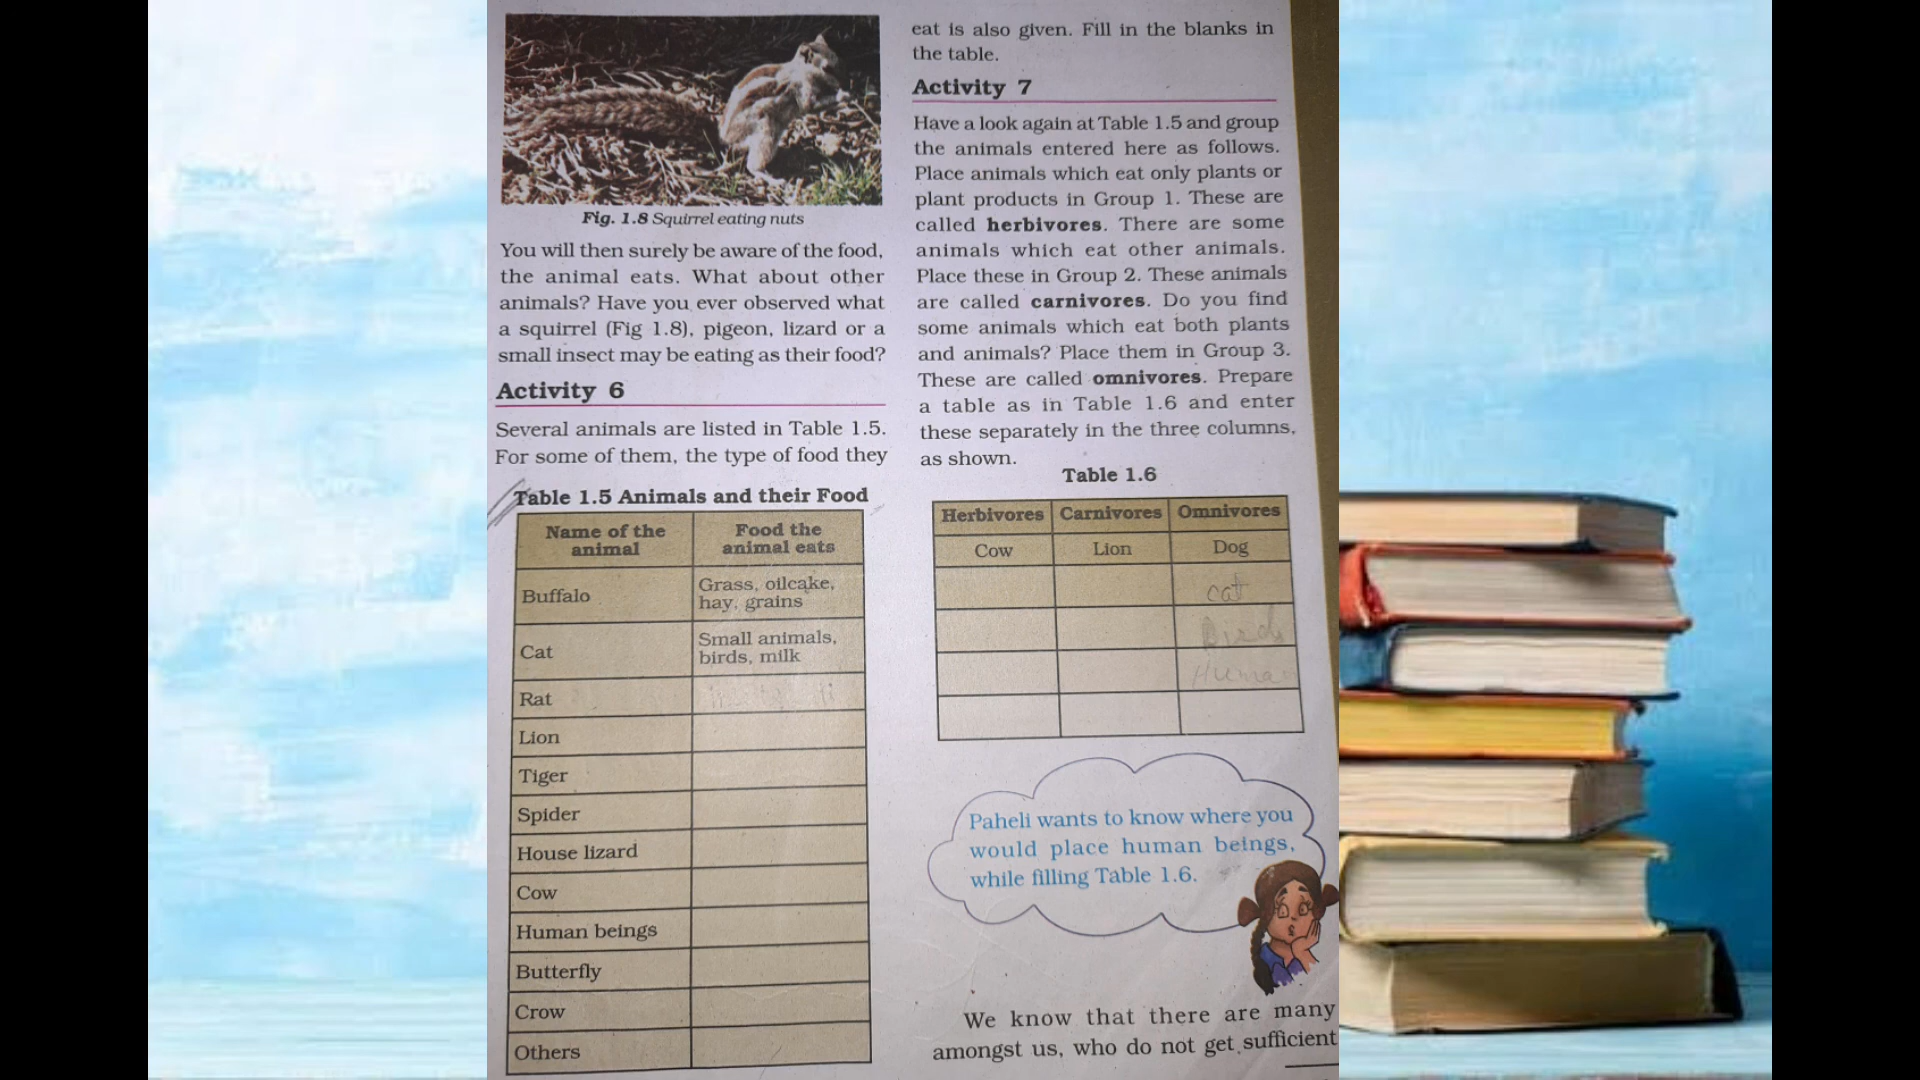 Fig. 1.8 Squirrel eating nuts
You will then surely be aware of the food,
the animal eats. What about other
animals? Have you ever observed what
a squirrel (Fig 1.8), pigeon, lizard or a
small insect may be eating as their food?
Activity 6
Several animals are listed in Table 1.5.
For some of them, the type of food they
Table 1.5 Animals and their Food
Name of the animal
Food the animal eats
Buffalo
Grass, oilcake,
hay, grains
Cat
Small animals,
birds, milk
Rat
Lion
Tiger
Spider
House lizard
Cow
Human beings
Butterfly
Crow
Others
eat is also given. Fill in the blanks in
the table.
Activity 7
Have a look again at Table 1.5 and group
the animals entered here as follows.
Place animals which eat only plants or
plant products in Group 1. These are
called herbivores. There are some
animals which eat other animals.
Place these in Group 2. These animals
are called carnivores. Do you find
some animals which eat both plants
and animals? Place them in Group 3.
These are called omnivores. Prepare
a table as in Table 1.6 and enter
these separately in the three columns,
as shown.
Table 1.6
Herbivores Carnivores Omnivores
Cow Lion Dog
cat
Birds
Human
Paheli wants to know where you
would place human beings,
while filling Table 1.6.
We know that there are many
amongst us, who do not get sufficient